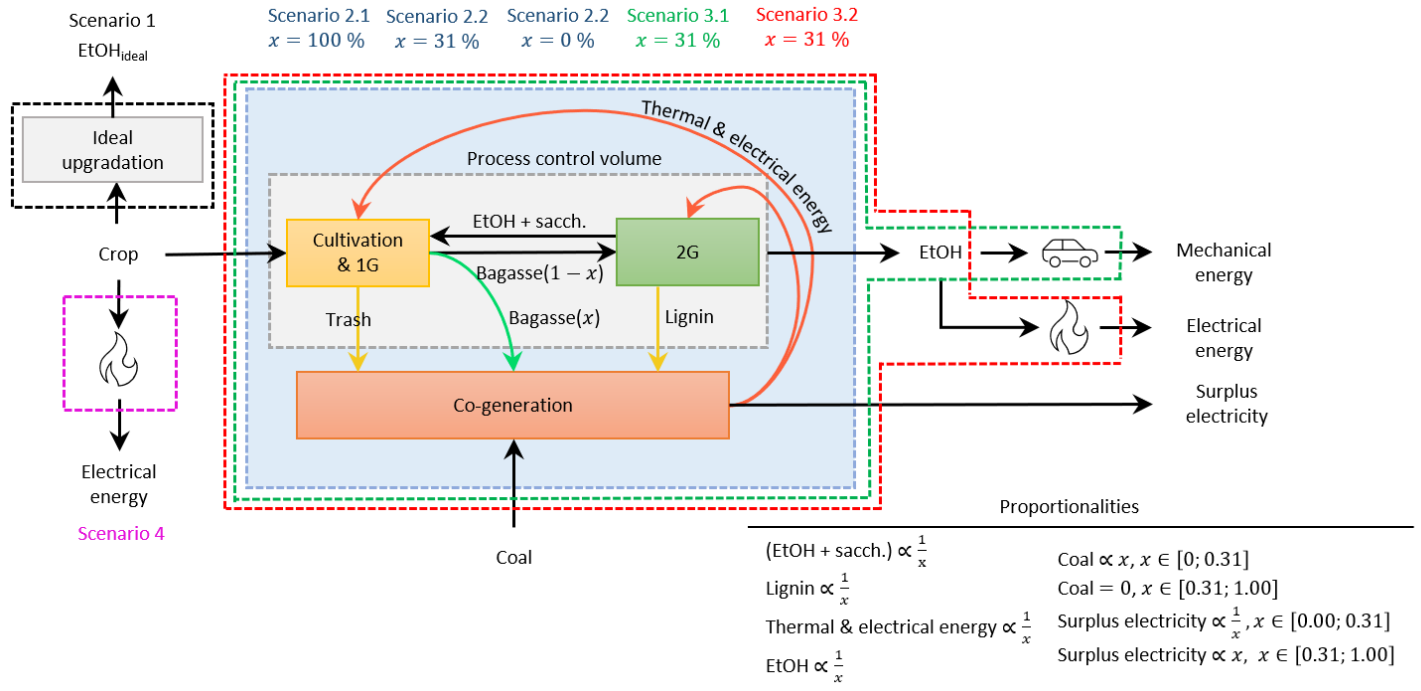 Scenario 1
EtOH_ideal
Scenario 2.1
x = 100 %
Scenario 2.2
x = 31 %
Scenario 2.2
x = 0 %
Scenario 3.1
x = 31 %
Scenario 3.2
x = 31 %
Ideal
upgradation
Thermal & electrical energy
Process control volume
Crop
Cultivation
& 1G
EtOH + sacch.
Bagasse(1 − x)
2G
EtOH
Mechanical
energy
Trash
Bagasse(x)
Lignin
Electrical
energy
Co-generation
Surplus
electricity
Electrical
energy
Scenario 4
Coal
Proportionalities
(EtOH + sacch.) ∝ 1/x
Lignin ∝ 1/x
Thermal & electrical energy ∝ 1/x
EtOH ∝ 1/x
Coal ∝ x, x ∈ [0; 0.31]
Coal = 0, x ∈ [0.31; 1.00]
Surplus electricity ∝ 1/x, x ∈ [0.00; 0.31]
Surplus electricity ∝ x, x ∈ [0.31; 1.00]